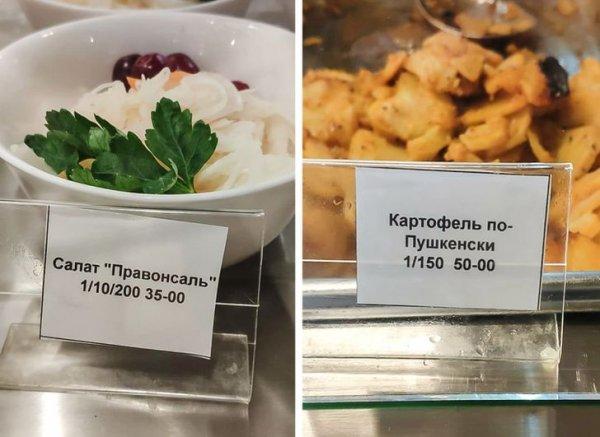 Салат "Правонсаль"
1/10/200 35-00
Картофель по-
Пушкенски
1/150 50-00